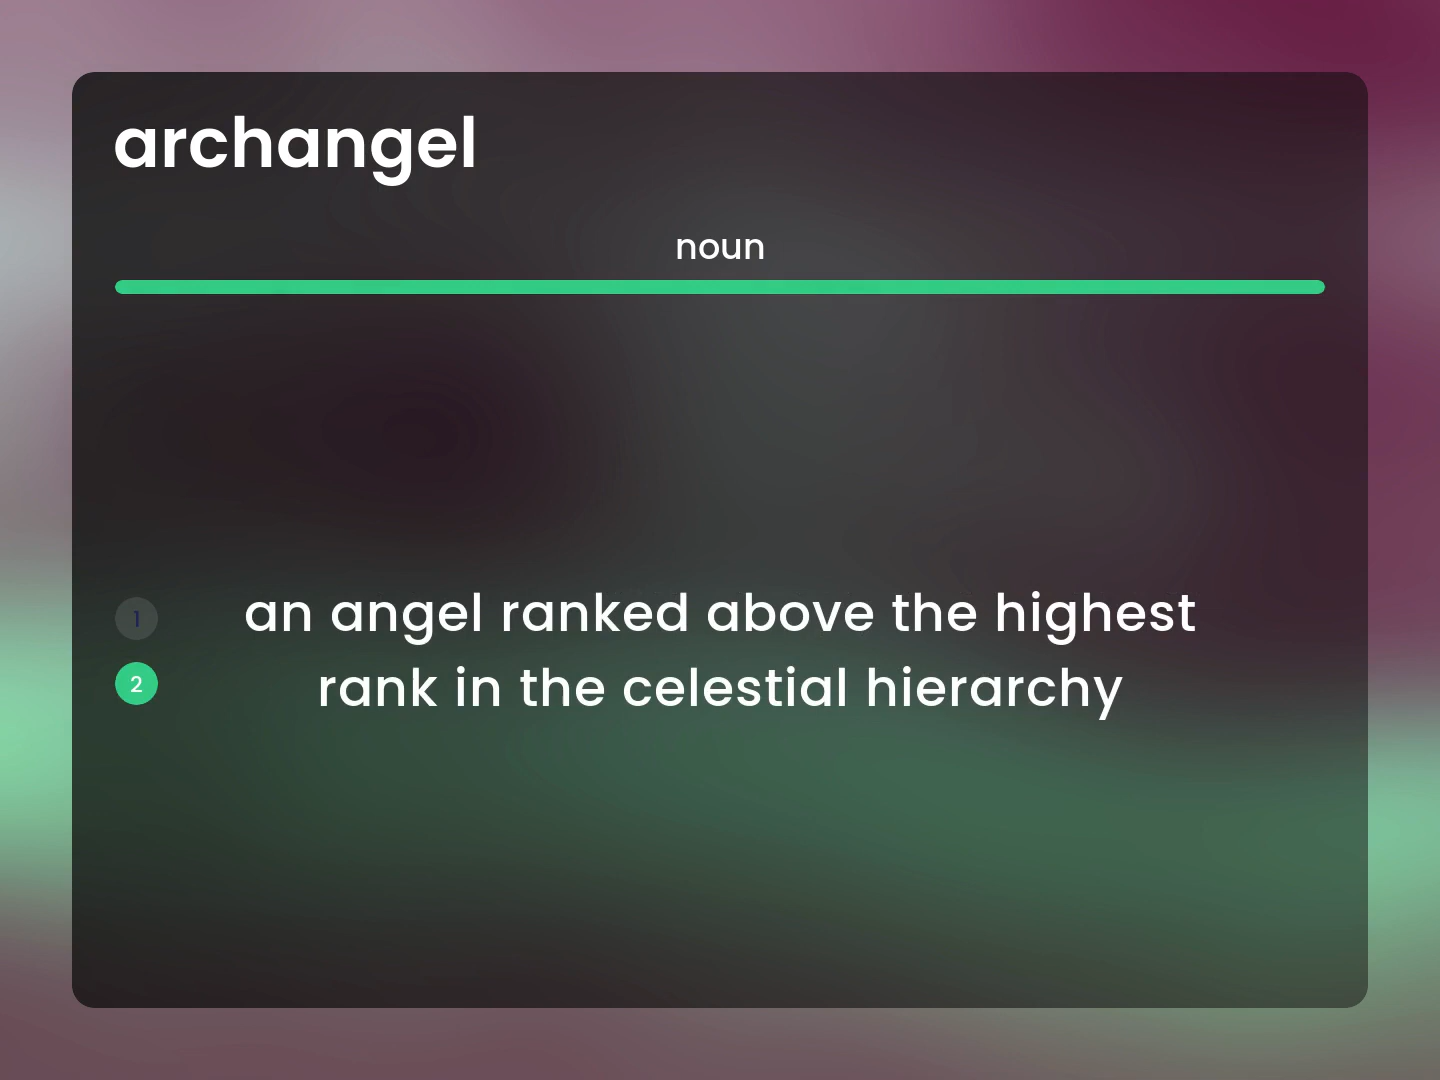 archangel
noun
1
an angel ranked above the highest
2
rank in the celestial hierarchy